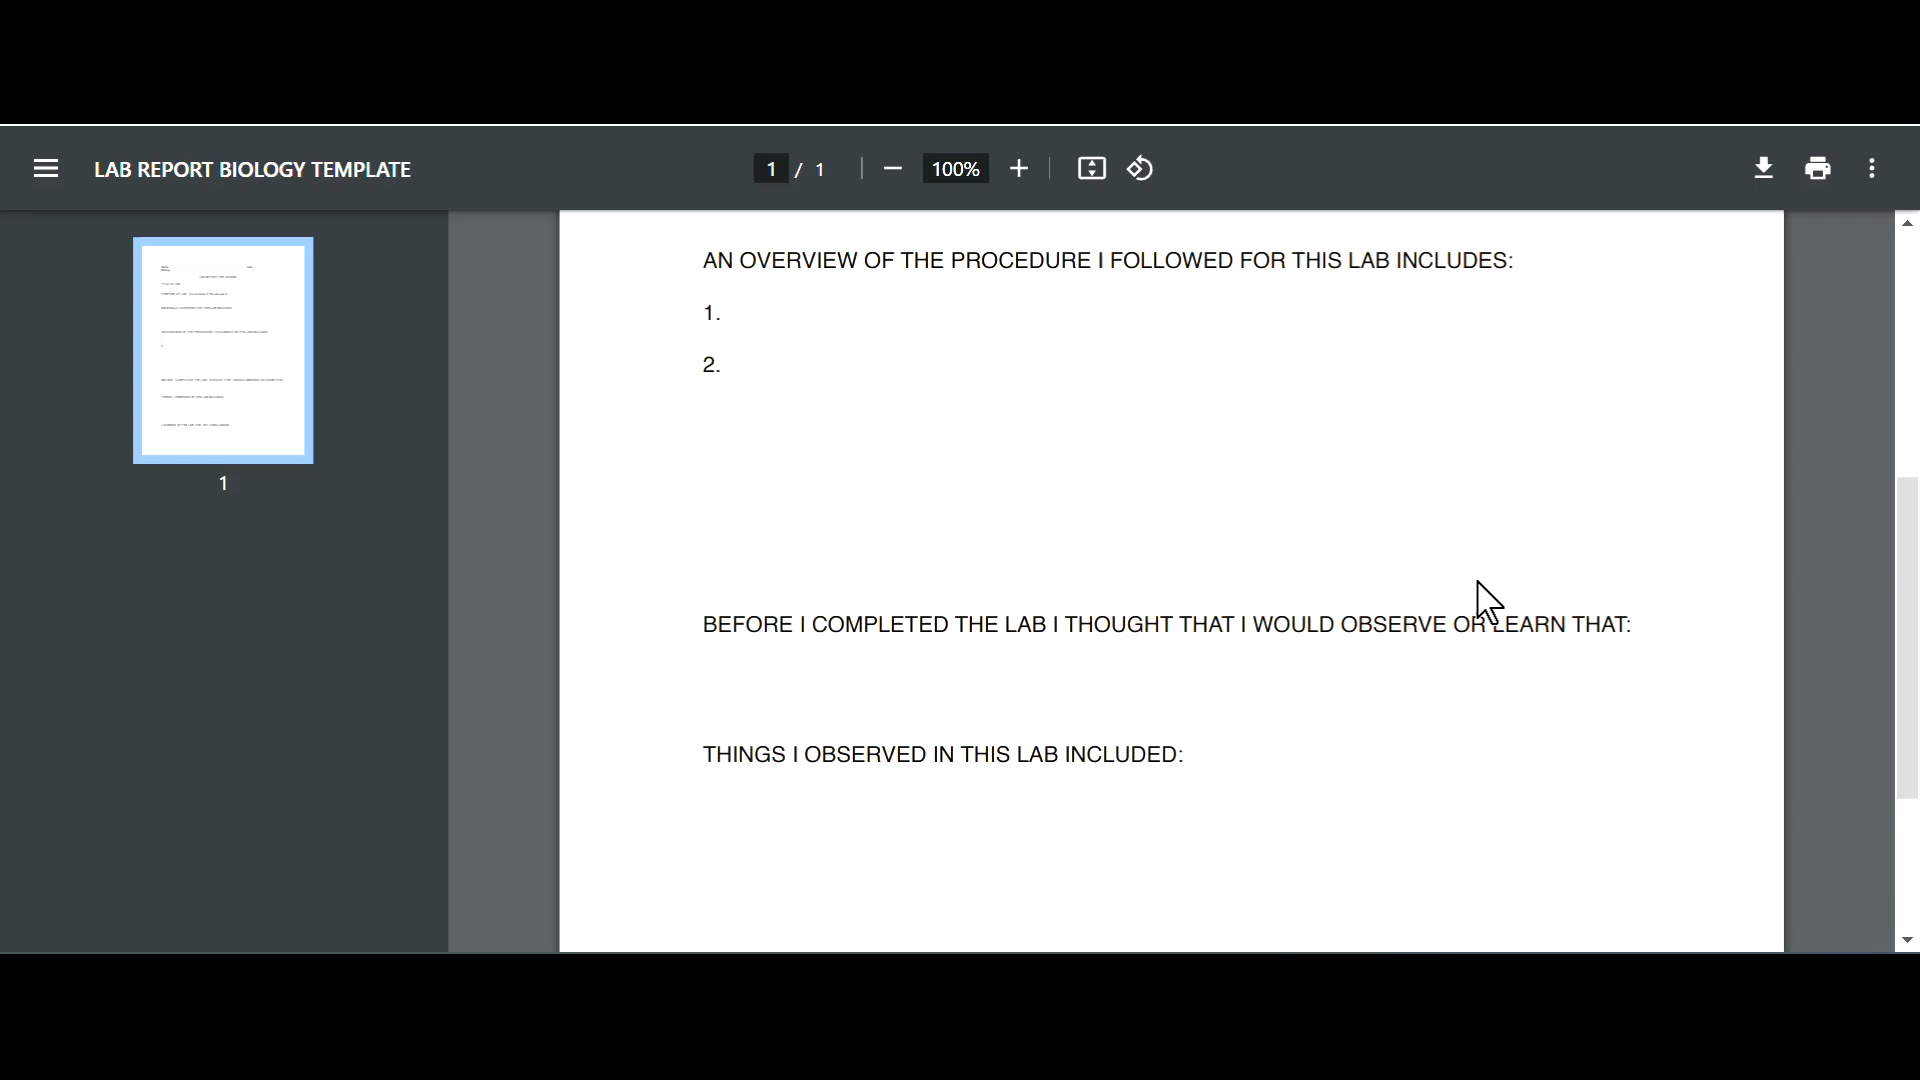 LAB REPORT BIOLOGY TEMPLATE
1 / 1
100%
1
AN OVERVIEW OF THE PROCEDURE I FOLLOWED FOR THIS LAB INCLUDES:
1.
2.
BEFORE I COMPLETED THE LAB I THOUGHT THAT I WOULD OBSERVE OR LEARN THAT:
THINGS I OBSERVED IN THIS LAB INCLUDED: